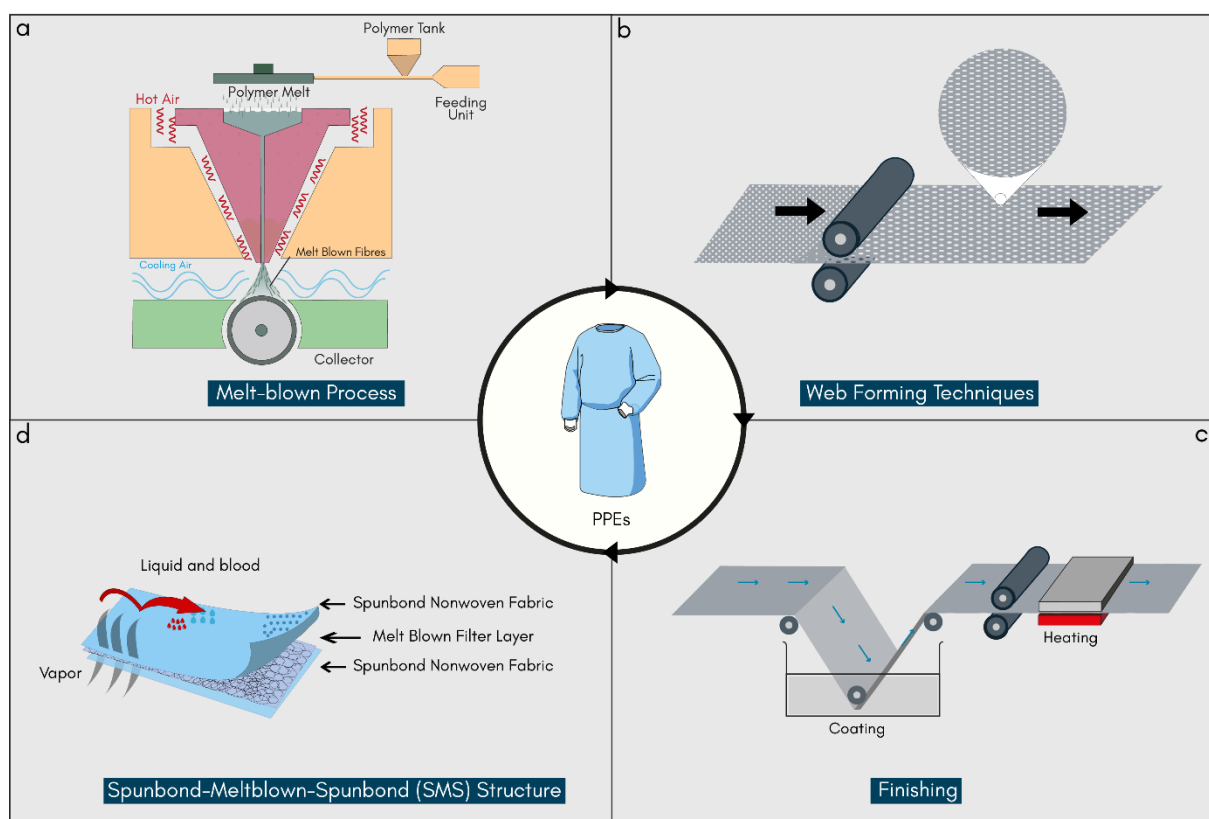 a
Polymer Tank
Polymer Melt
Hot Air
Feeding
Unit
Melt Blown Fibres
Cooling Air
Collector
Melt-blown Process
b
Web Forming Techniques
PPEs
d
Liquid and blood
Spunbond Nonwoven Fabric
Melt Blown Filter Layer
Spunbond Nonwoven Fabric
Vapor
Spunbond-Meltblown-Spunbond (SMS) Structure
c
Heating
Coating
Finishing